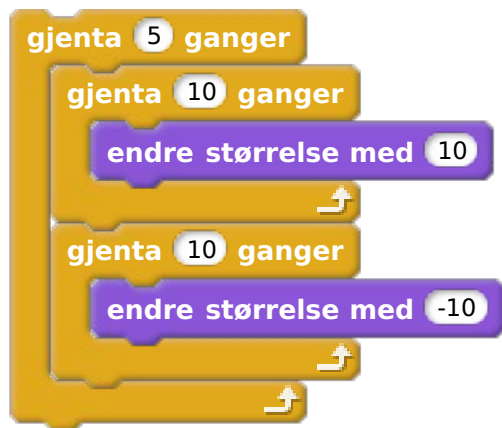 gjenta 5 ganger
gjenta 10 ganger
endre størrelse med 10
gjenta 10 ganger
endre størrelse med -10